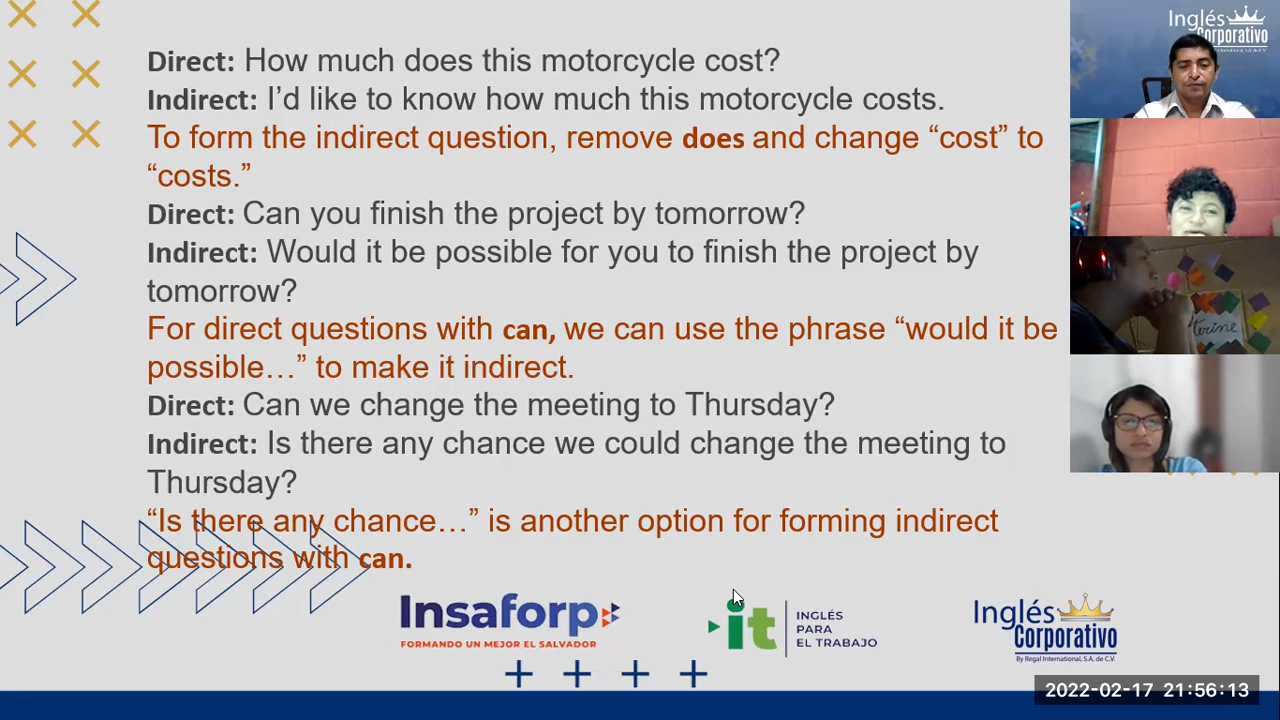 Direct: How much does this motorcycle cost?
Indirect: I’d like to know how much this motorcycle costs.
To form the indirect question, remove does and change “cost” to
“costs.”
Direct: Can you finish the project by tomorrow?
Indirect: Would it be possible for you to finish the project by
tomorrow?
For direct questions with can, we can use the phrase “would it be
possible…” to make it indirect.
Direct: Can we change the meeting to Thursday?
Indirect: Is there any chance we could change the meeting to
Thursday?
“Is there any chance…” is another option for forming indirect
questions with can.
Insaforp
FORMANDO UN MEJOR EL SALVADOR
it
INGLÉS
PARA
EL TRABAJO
Inglés
Corporativo
By Regal International, S.A. de C.V.
Inglés
Corporativo
terine
2022-02-17 21:56:13